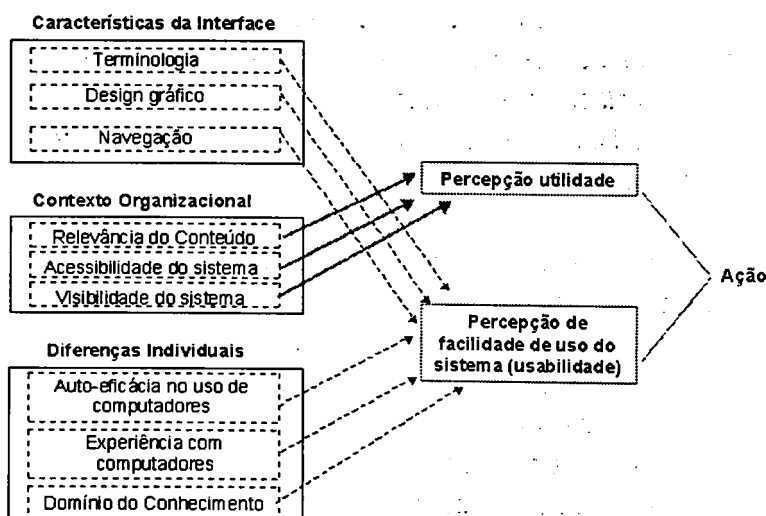 Características da Interface
Terminologia
Design gráfico
Navegação
Contexto Organizacional
Relevância do Conteúdo
Acessibilidade do sistema
Visibilidade do sistema
Diferenças Individuais
Auto-eficácia no uso de
computadores
Experiência com
computadores
Domínio do Conhecimento
Percepção utilidade
Percepção de
facilidade de uso do
sistema (usabilidade)
Ação